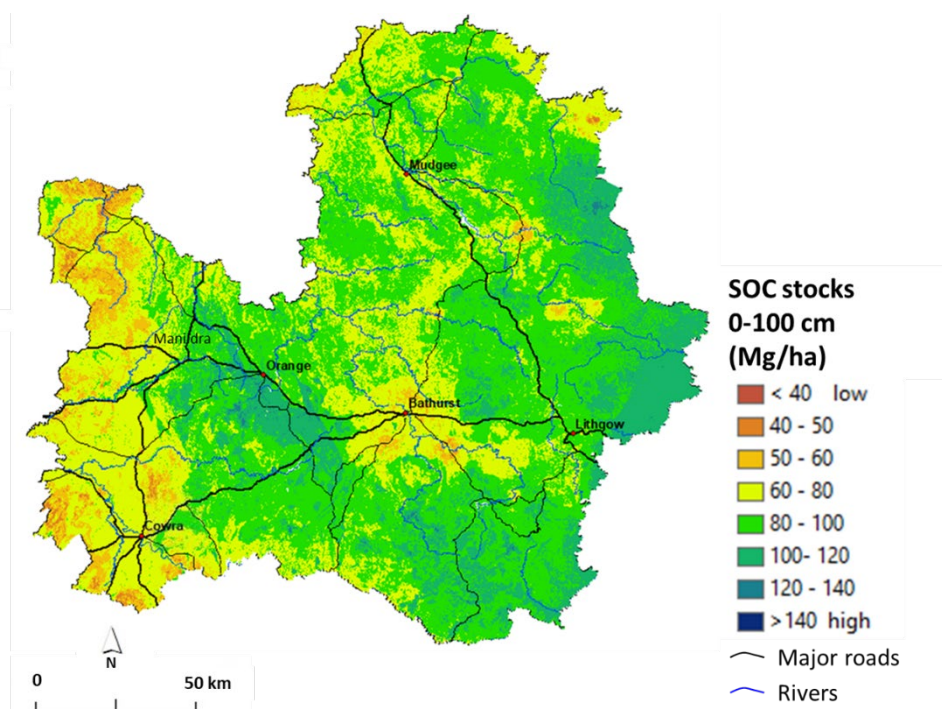 Mudgee
Manildra
Orange
Bathurst
Lithgow
Cowra
N
0 50 km
SOC stocks
0-100 cm
(Mg/ha)
< 40 low
40 - 50
50 - 60
60 - 80
80 - 100
100- 120
120 - 140
>140 high
Major roads
Rivers